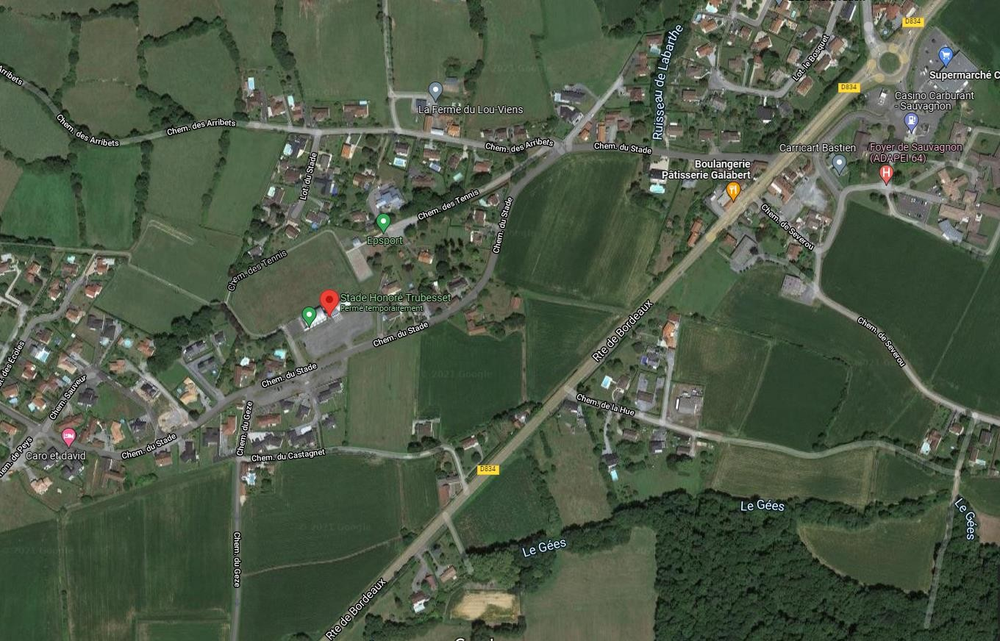 D834
Ruisseau de Labarthe
Lot. le Bosquet
Supermarché C
Arribets
D834
Casino Carburant
- Sauvagnon
La Ferme du Lou-Viens
Chem. des Arribets
Chem. des Arribets
Chem. des Arribets
Chem. du Stade
Carricart Bastien
Foyer de Sauvagnon
(ADAPEI 64)
Lot. du Stade
Boulangerie
Pâtisserie Galabert
Chem. des Tennis
Chem. du Stade
Chem. de Severou
Epsport
Chem. des Tennis
Stade Honoré Trubesset
Fermé temporairement
Rte de Bordeaux
Chem. du Stade
Chem. de Severou
des Écoles
Chem. du Stade
© 2021 Google
Chem. Sauveur
Chem. de la Hue
Chem. du Geze
Caro et david
Chem. du Stade
Chem. du Castagnet
em. de Peys
D834
Le Gées
Le Gées
© 2021 Google
Le Gées
Chem. du Geze
Rte de Bordeaux